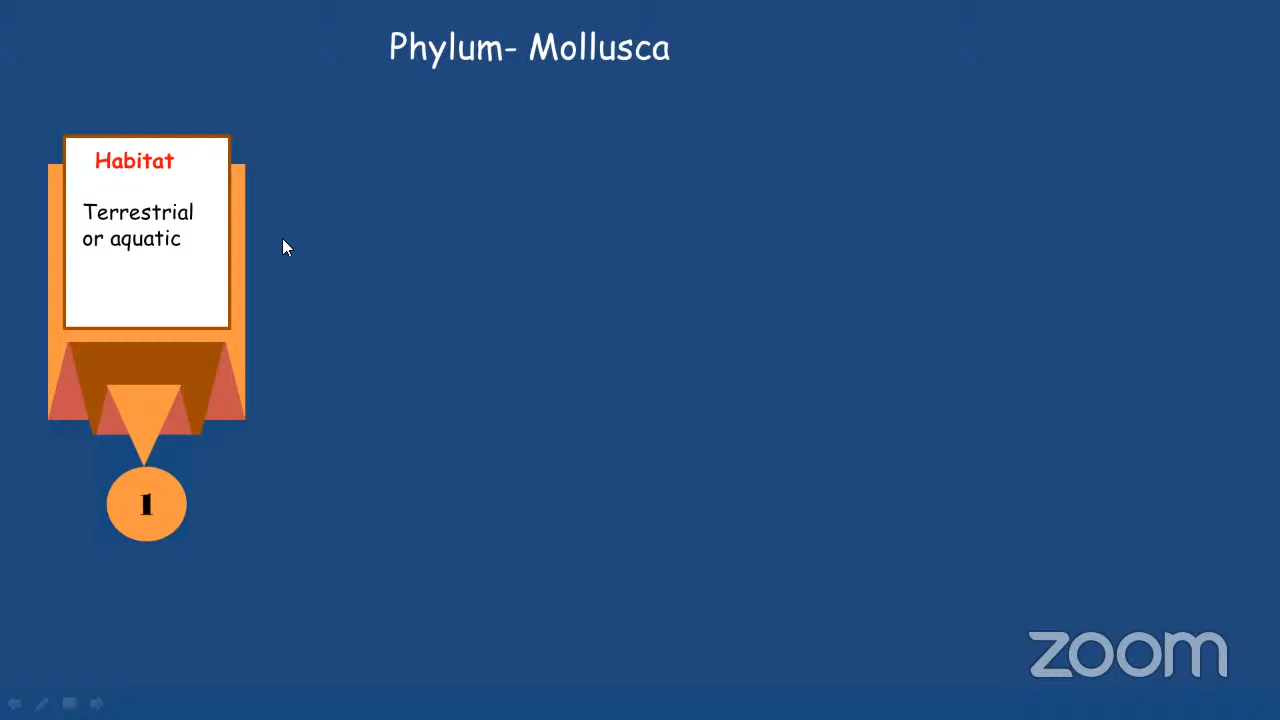 Phylum- Mollusca
Habitat
Terrestrial
or aquatic
1
zoom